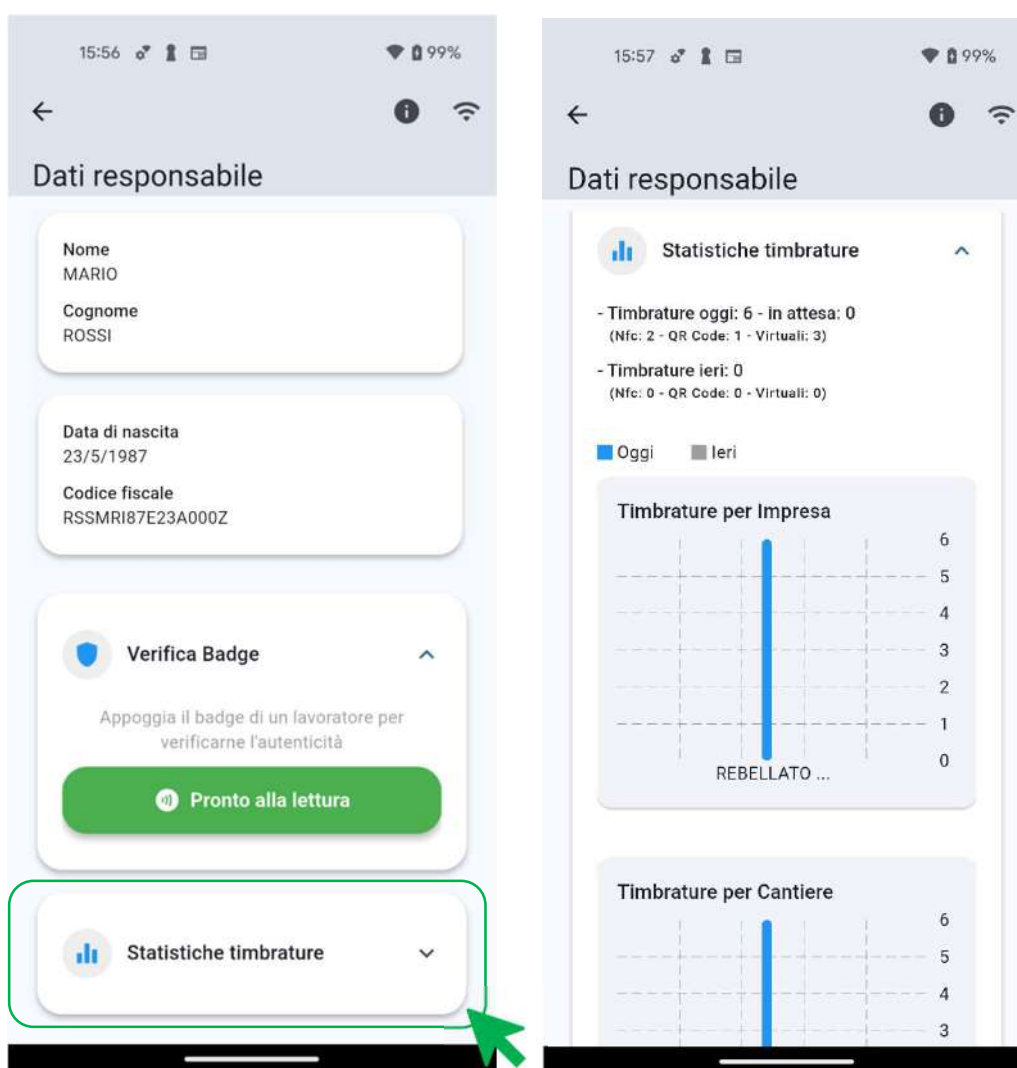 15:56
99%
Dati responsabile
Nome
MARIO
Cognome
ROSSI
Data di nascita
23/5/1987
Codice fiscale
RSSMRI87E23A000Z
Verifica Badge
Appoggia il badge di un lavoratore per
verificarne l'autenticità
Pronto alla lettura
Statistiche timbrature
15:57
99%
Dati responsabile
Statistiche timbrature
- Timbrature oggi: 6 - in attesa: 0
(Nfc: 2 - QR Code: 1 - Virtuali: 3)
- Timbrature ieri: 0
(Nfc: 0 - QR Code: 0 - Virtuali: 0)
Oggi Ieri
Timbrature per Impresa
6
5
4
3
2
1
0
REBELLATO ...
Timbrature per Cantiere
6
5
4
3